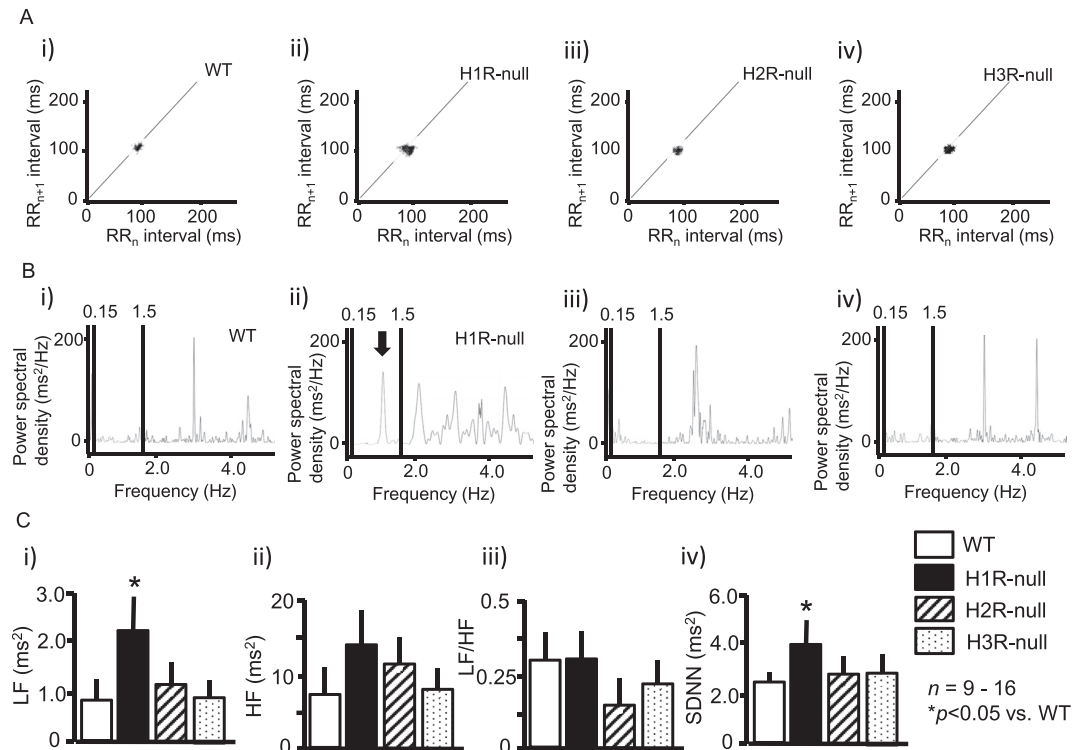 A
i)
WT
200
100
0
0
100
200
RRn+1 interval (ms)
RRn interval (ms)
ii)
H1R-null
200
100
0
0
100
200
RRn+1 interval (ms)
RRn interval (ms)
iii)
H2R-null
200
100
0
0
100
200
RRn+1 interval (ms)
RRn interval (ms)
iv)
H3R-null
200
100
0
0
100
200
RRn+1 interval (ms)
RRn interval (ms)
B
i)
0.15
1.5
WT
200
0
0
4.0
Power spectral
density (ms²/Hz)
Frequency (Hz)
ii)
0.15
1.5
H1R-null
200
0
0
4.0
Power spectral
density (ms²/Hz)
Frequency (Hz)
iii)
0.15
1.5
200
0
0
4.0
Power spectral
density (ms²/Hz)
Frequency (Hz)
iv)
0.15
1.5
200
0
0
4.0
Power spectral
density (ms²/Hz)
Frequency (Hz)
C
i)
3.0
2.0
1.0
0
LF (ms²)
*
ii)
20
15
10
5
0
HF (ms²)
iii)
0.5
0.25
0
LF/HF
iv)
6.0
4.0
2.0
0
SDNN (ms²)
*
WT
H1R-null
H2R-null
H3R-null
n = 9 - 16
*p<0.05 vs. WT